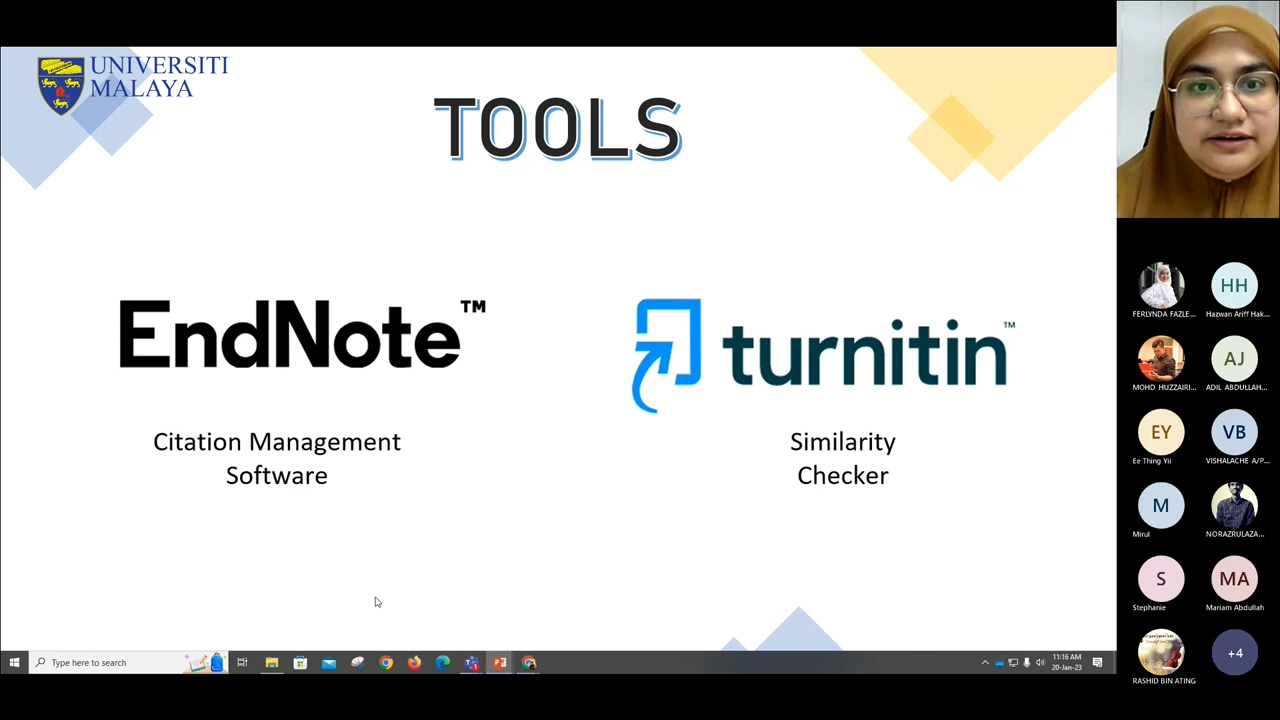 UNIVERSITI
MALAYA
TOOLS
EndNote™
turnitin™
Citation Management
Software
Similarity
Checker
Type here to search
11:16 AM
20-Jan-23
FERLYNDA FAZLE...
HH
Hazwan Ariff Hak...
MOHD HUZZAIRI...
AJ
ADIL ABDULLAH...
EY
Ee Thing Yii
VB
VISHALACHE A/P...
M
Mirul
NORAZRULAZA...
S
Stephanie
MA
Mariam Abdullah
RASHID BIN ATING
+4